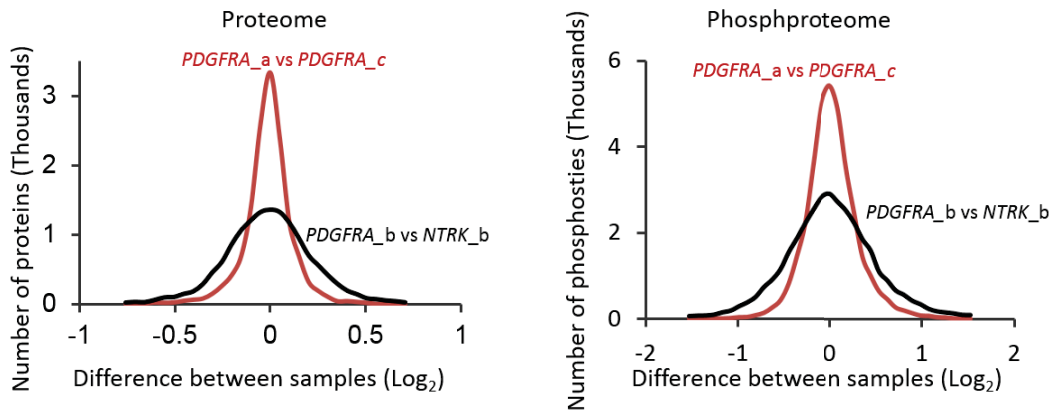 Proteome
Number of proteins (Thousands)
PDGFRA_a vs PDGFRA_c
PDGFRA_b vs NTRK_b
3
2
1
0
-1
-0.5
0
0.5
1
Difference between samples (Log2)
Phosphproteome
Number of phosphosties (Thousands)
PDGFRA_a vs PDGFRA_c
PDGFRA_b vs NTRK_b
6
4
2
0
-2
-1
0
1
2
Difference between samples (Log2)